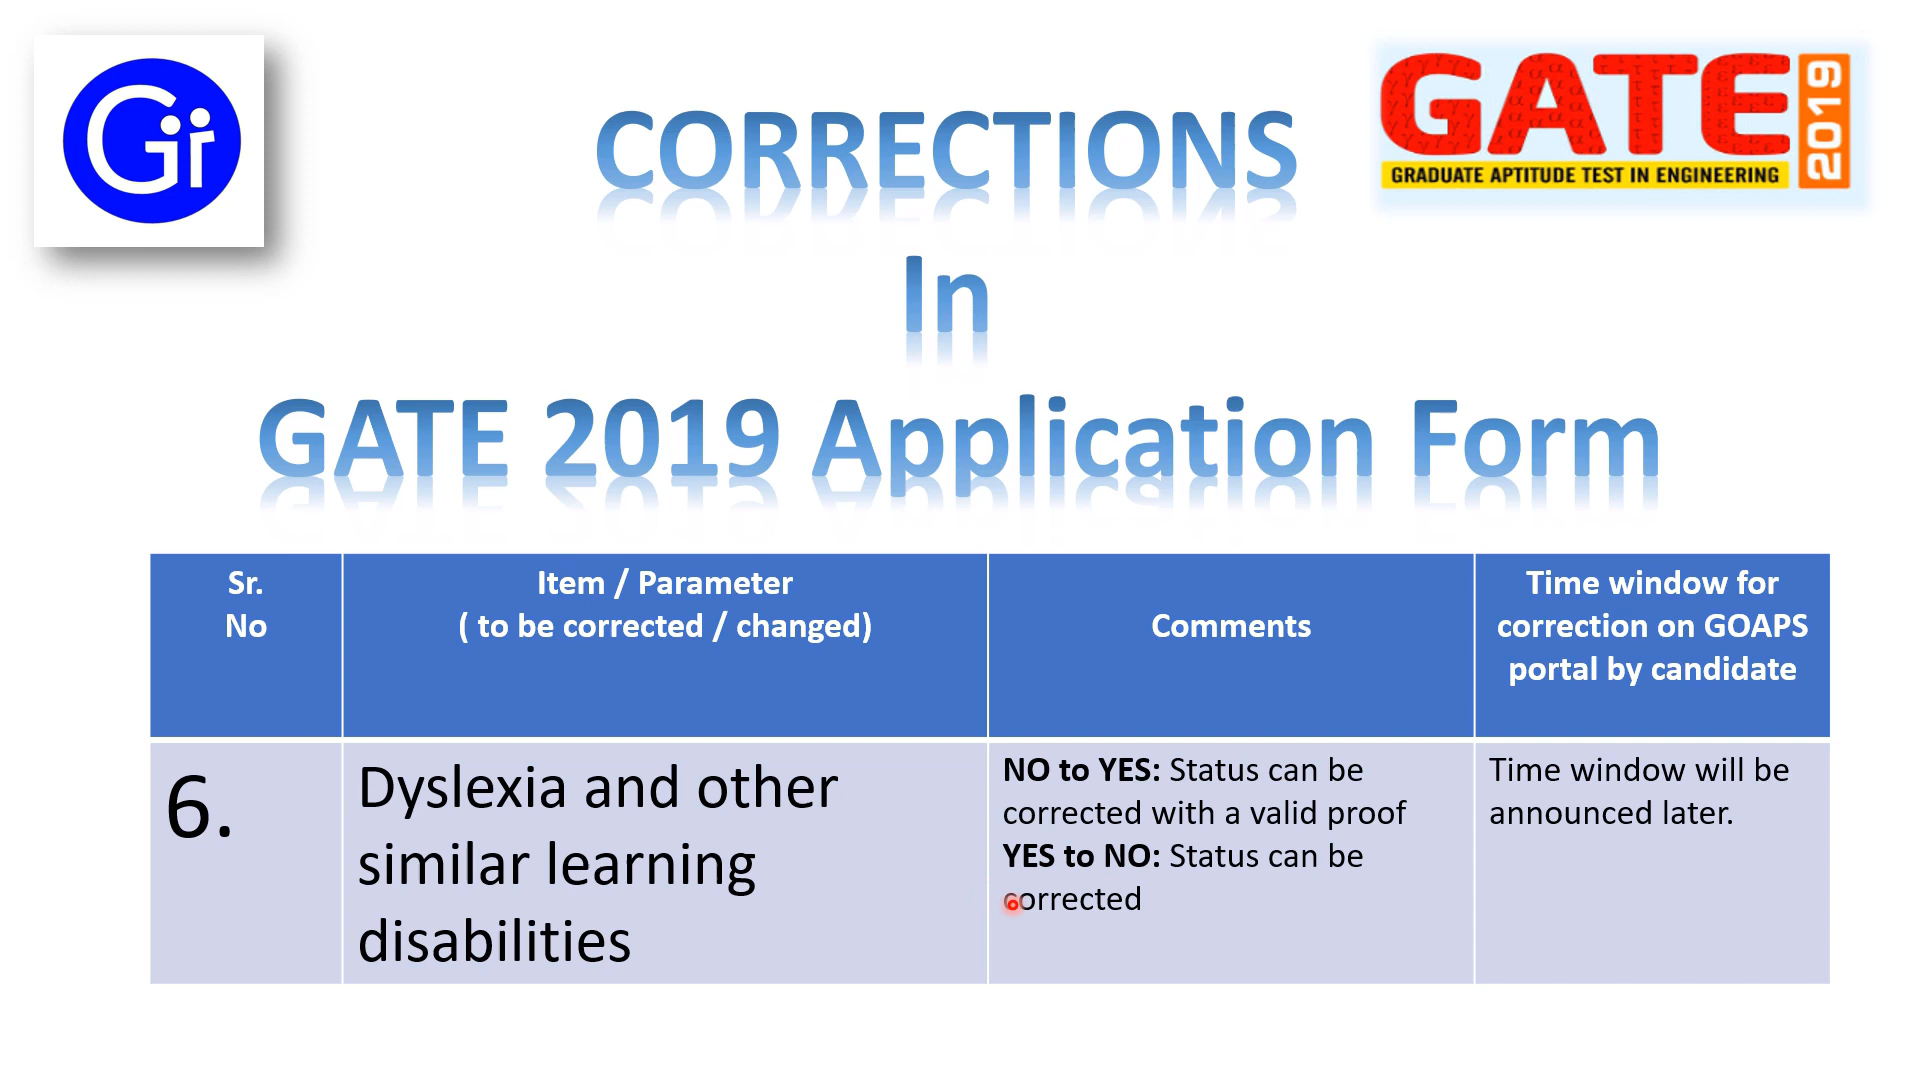 Gi
CORRECTIONS
In
GATE 2019 Application Form
GATE
2019
GRADUATE APTITUDE TEST IN ENGINEERING
Sr.
No
Item / Parameter
( to be corrected / changed)
Comments
Time window for
correction on GOAPS
portal by candidate
6.
Dyslexia and other
similar learning
disabilities
NO to YES: Status can be
corrected with a valid proof
YES to NO: Status can be
corrected
Time window will be
announced later.